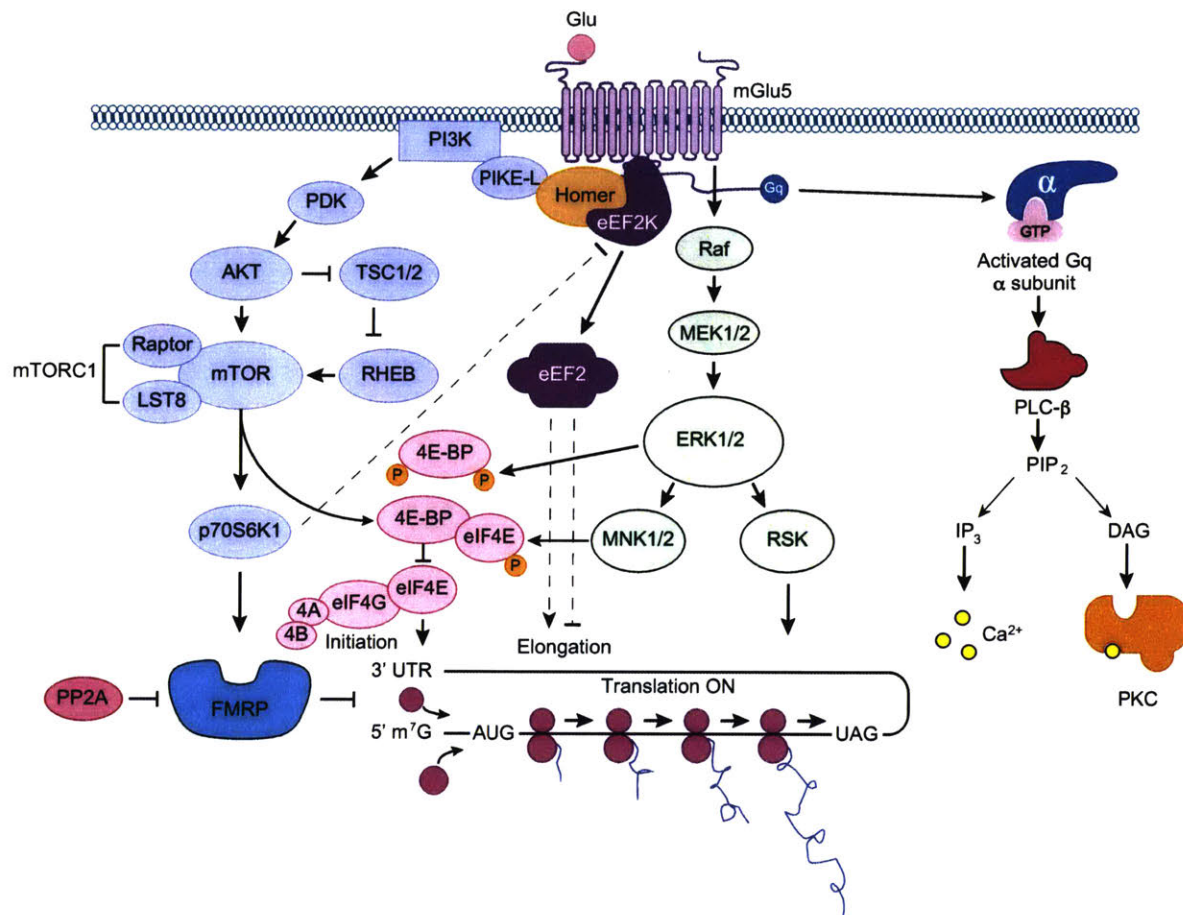 Glu
mGlu5
PI3K
PIKE-L
Homer
Gq
α
GTP
PDK
eEF2K
Raf
Activated Gq
α subunit
AKT
TSC1/2
MEK1/2
Raptor
mTORC1
mTOR
RHEB
eEF2
LST8
PLC-β
4E-BP
ERK1/2
P
P
PIP₂
4E-BP
p70S6K1
eIF4E
MNK1/2
RSK
IP₃
DAG
P
eIF4E
4A
eIF4G
4B
Initiation
Elongation
Ca²⁺
3' UTR
Translation ON
PKC
PP2A
FMRP
5' m⁷G
AUG
UAG